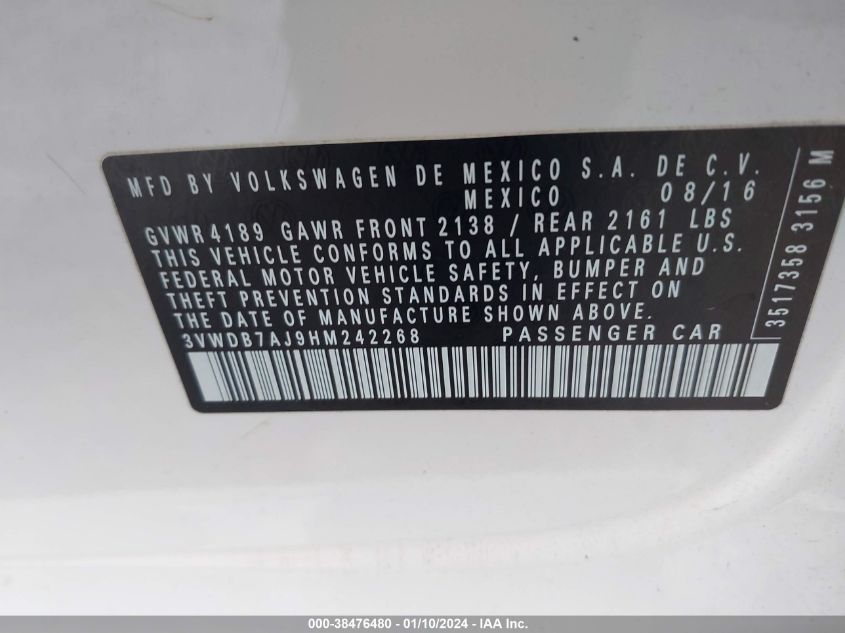 MFD BY VOLKSWAGEN DE MEXICO S.A. DE C.V.
MEXICO 08/16
GVWR 4189 GAWR FRONT 2138 / REAR 2161 LBS
THIS VEHICLE CONFORMS TO ALL APPLICABLE U.S.
FEDERAL MOTOR VEHICLE SAFETY, BUMPER AND
THEFT PREVENTION STANDARDS IN EFFECT ON
THE DATE OF MANUFACTURE SHOWN ABOVE.
3VWDB7AJ9HM242268 PASSENGER CAR
3517358 3156 M
000-38476480 - 01/10/2024 - IAA Inc.